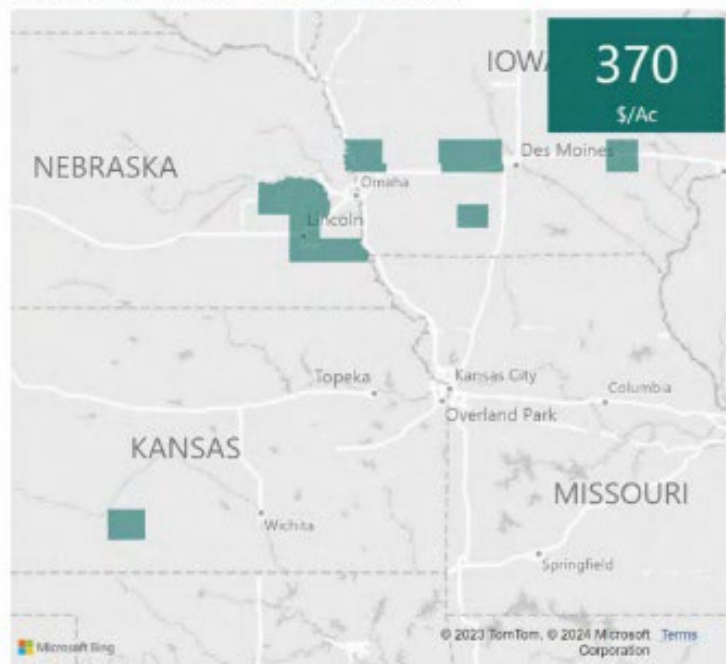 370
$/Ac
IOWA
Des Moines
NEBRASKA
Omaha
Lincoln
Topeka
Kansas City
Columbia
Overland Park
KANSAS
MISSOURI
Wichita
Springfield
Microsoft Bing
© 2023 TomTom, © 2024 Microsoft Corporation Terms